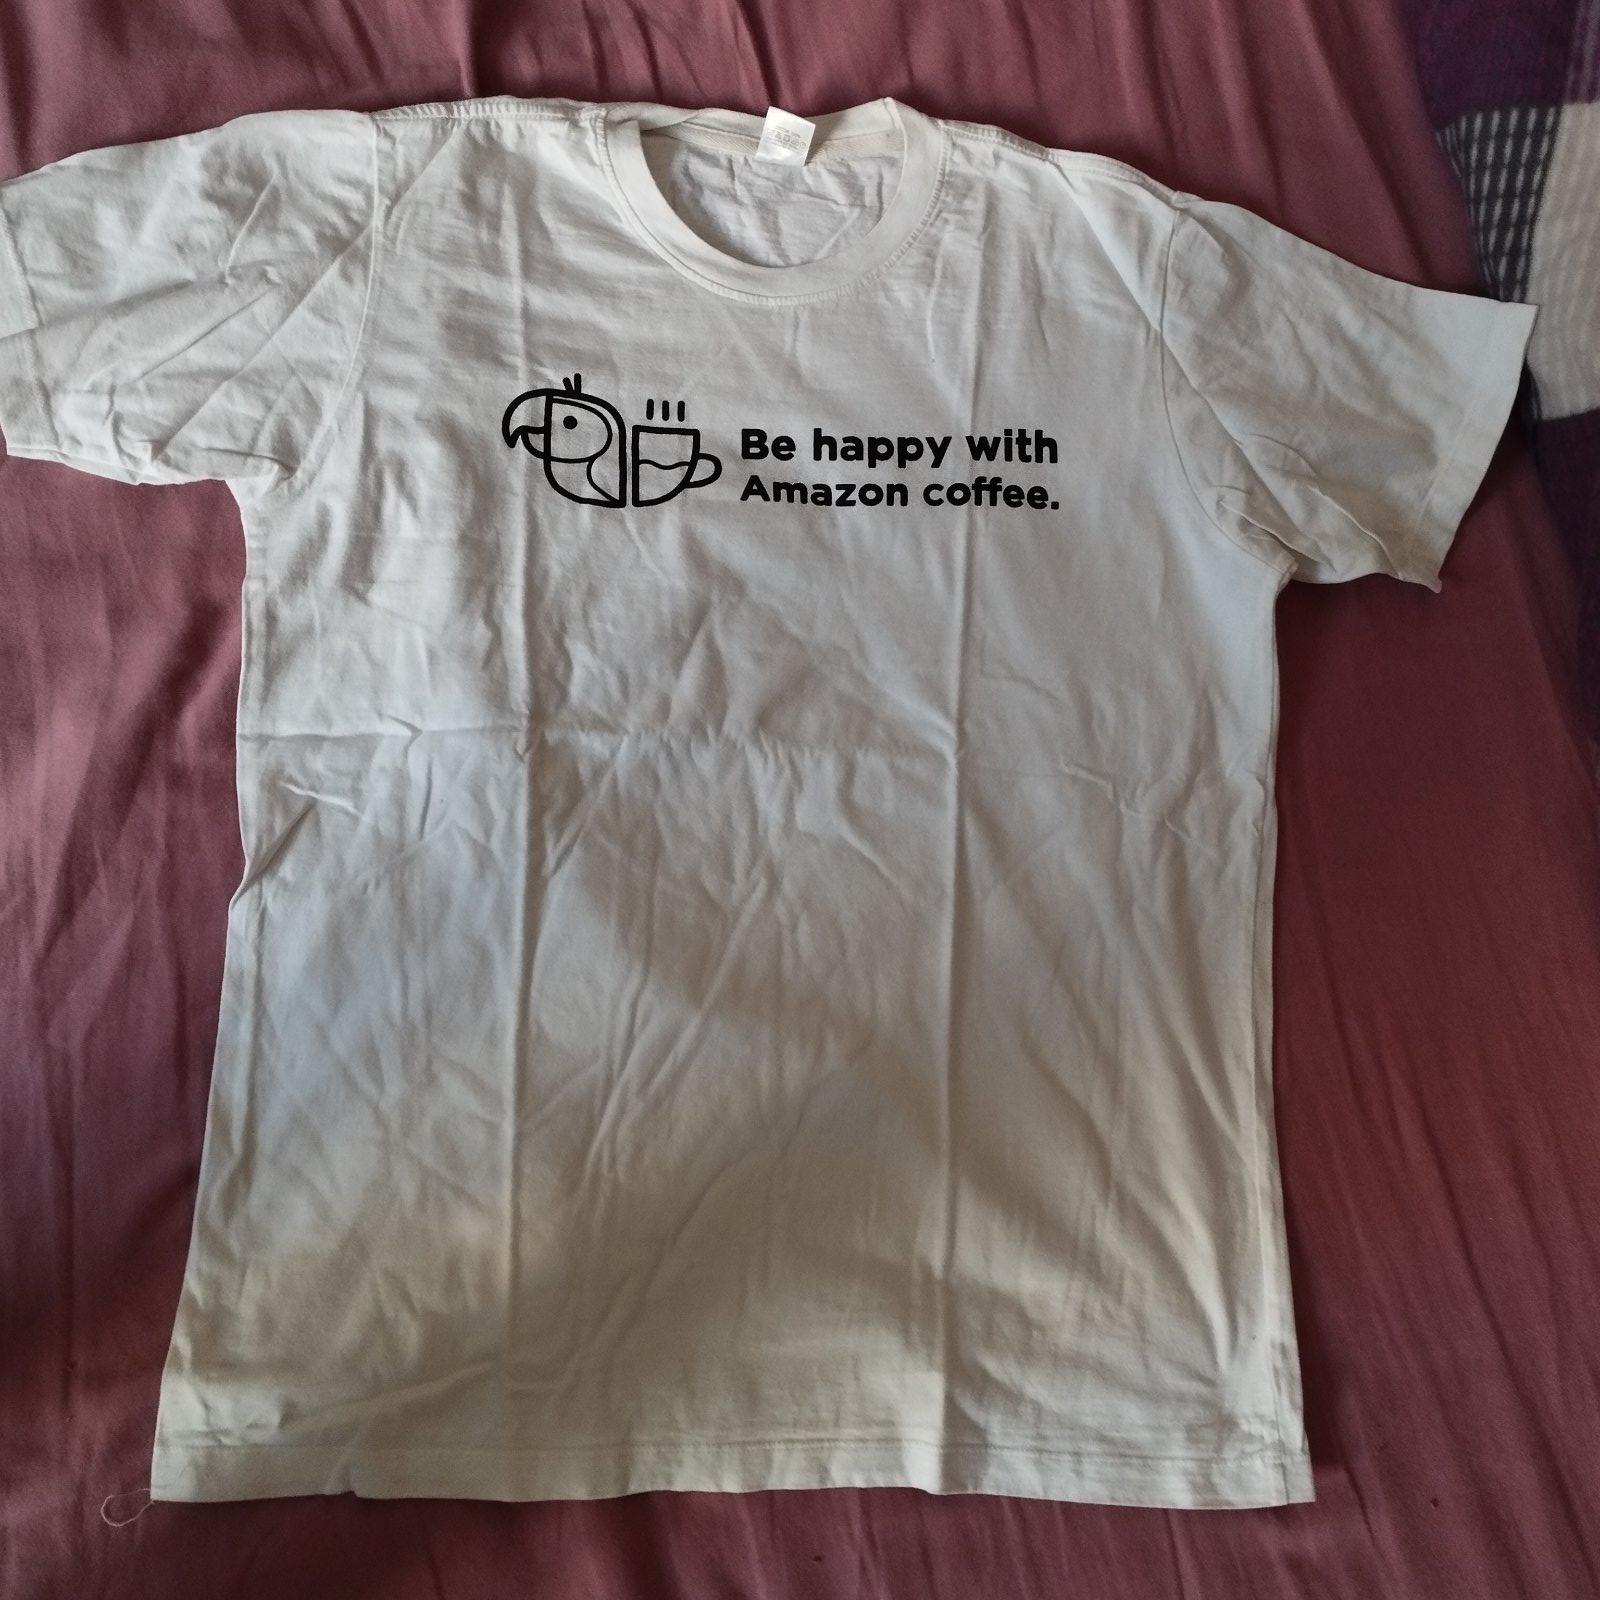 Be happy with
Amazon coffee.